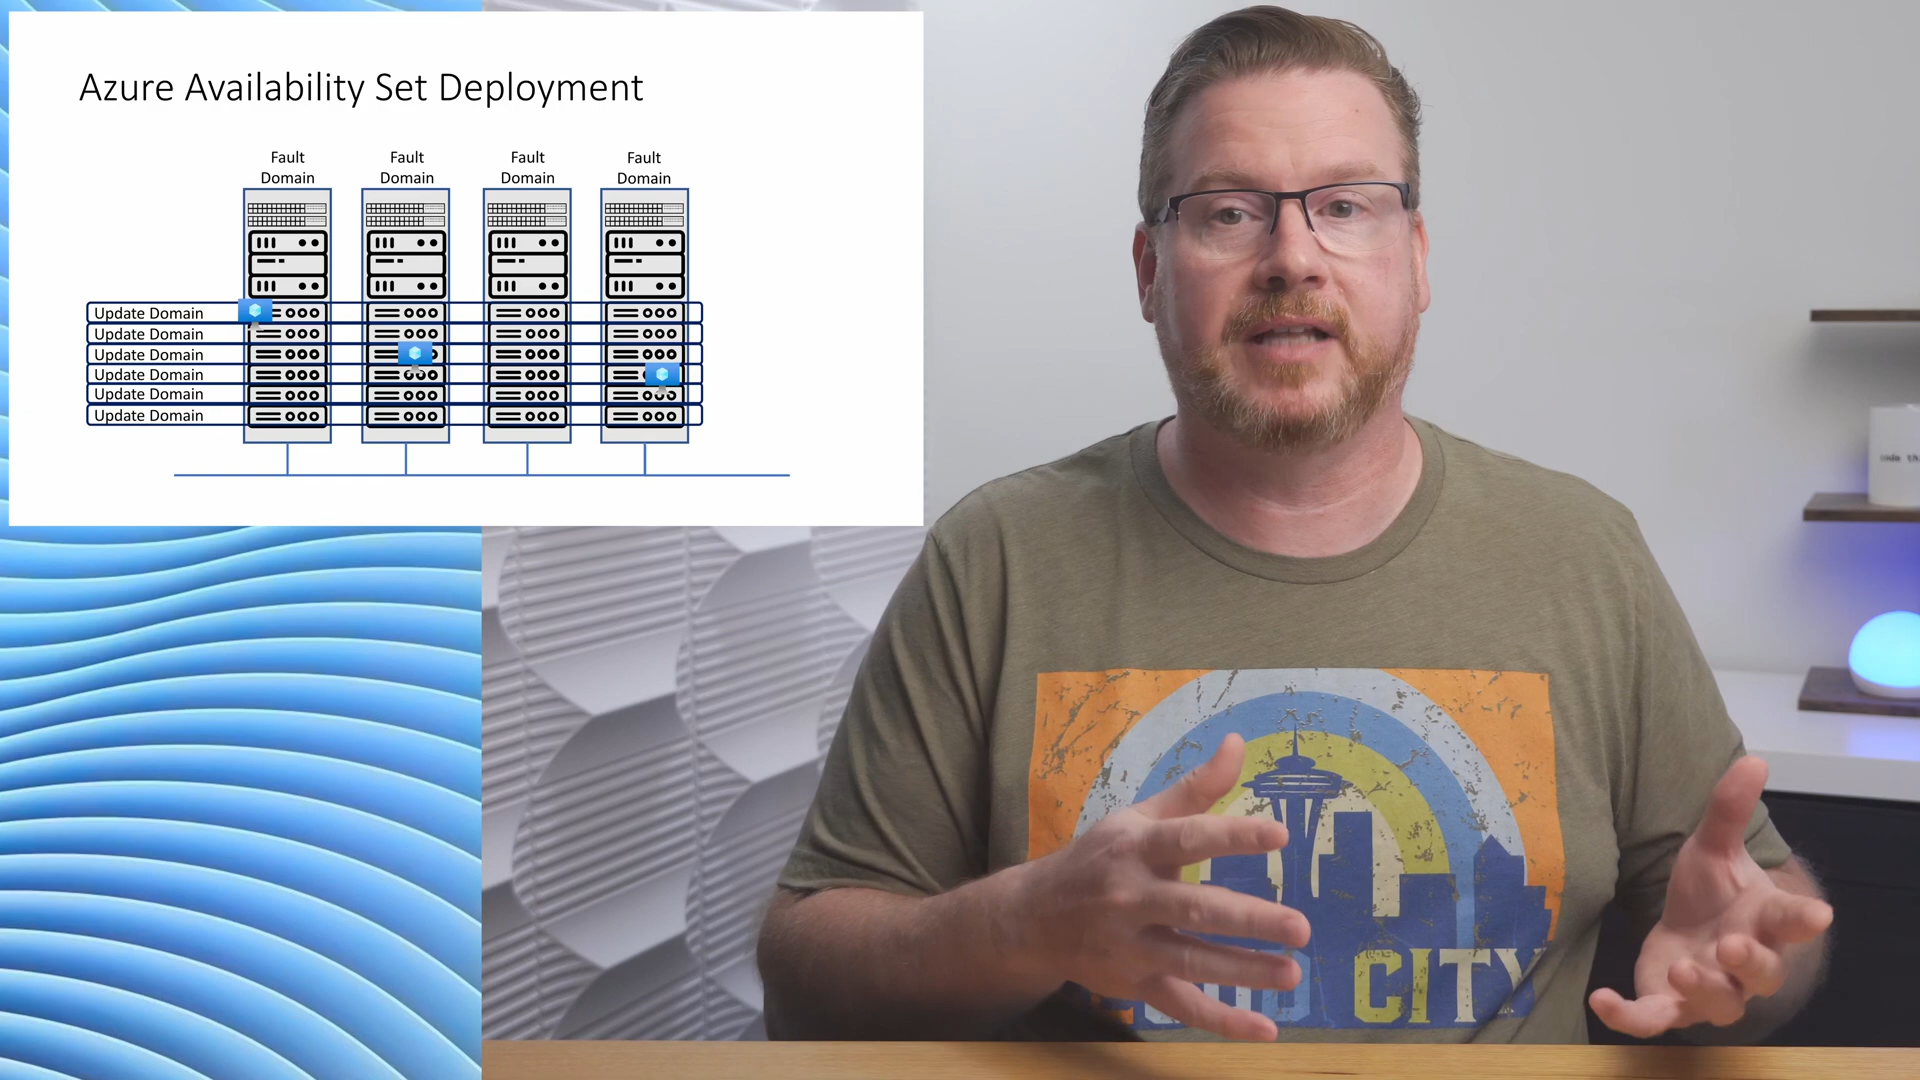 Azure Availability Set Deployment
Fault
Domain
Fault
Domain
Fault
Domain
Fault
Domain
Update Domain
Update Domain
Update Domain
Update Domain
Update Domain
Update Domain
CITY